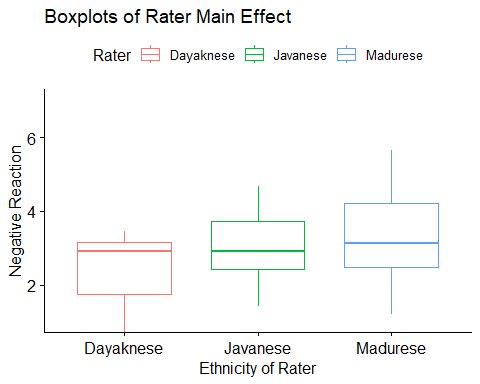 Boxplots of Rater Main Effect
Rater Dayaknese Javanese Madurese
Negative Reaction
6
4
2
Dayaknese Javanese Madurese
Ethnicity of Rater